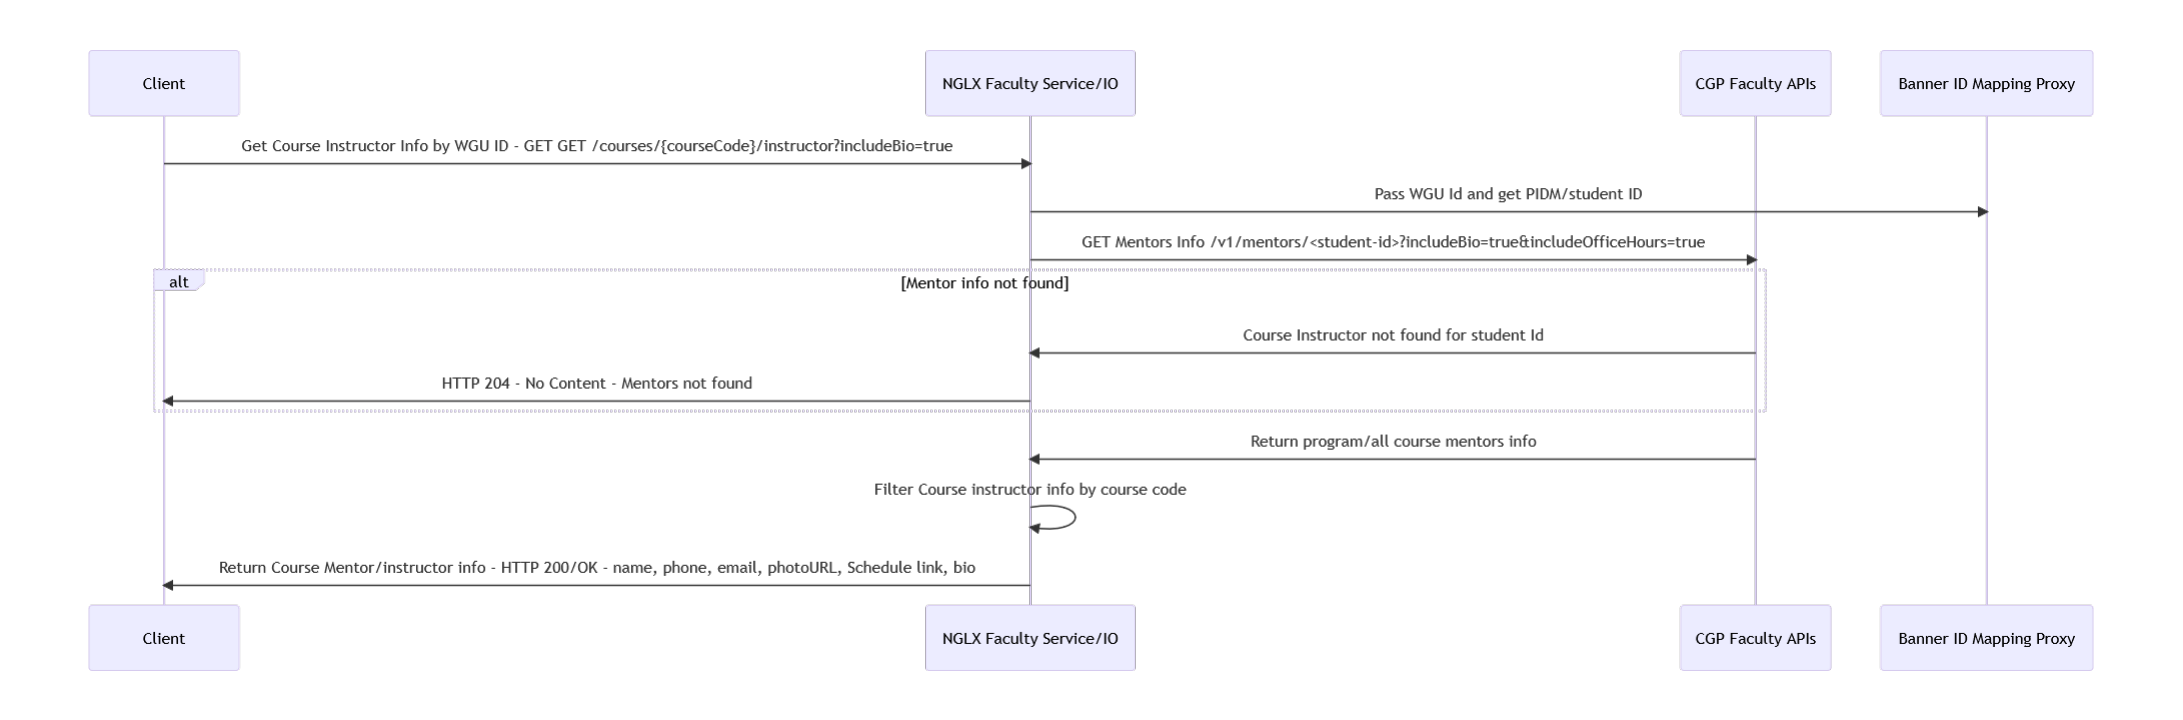 Client
NGLX Faculty Service/IO
CGP Faculty APIs
Banner ID Mapping Proxy
Get Course Instructor Info by WGU ID - GET GET /courses/{courseCode}/instructor?includeBio=true
Pass WGU Id and get PIDM/student ID
GET Mentors Info /v1/mentors/<student-id>?includeBio=true&includeOfficeHours=true
alt
[Mentor info not found]
Course Instructor not found for student Id
HTTP 204 - No Content - Mentors not found
Return program/all course mentors info
Filter Course instructor info by course code
Return Course Mentor/instructor info - HTTP 200/OK - name, phone, email, photoURL, Schedule link, bio
Client
NGLX Faculty Service/IO
CGP Faculty APIs
Banner ID Mapping Proxy